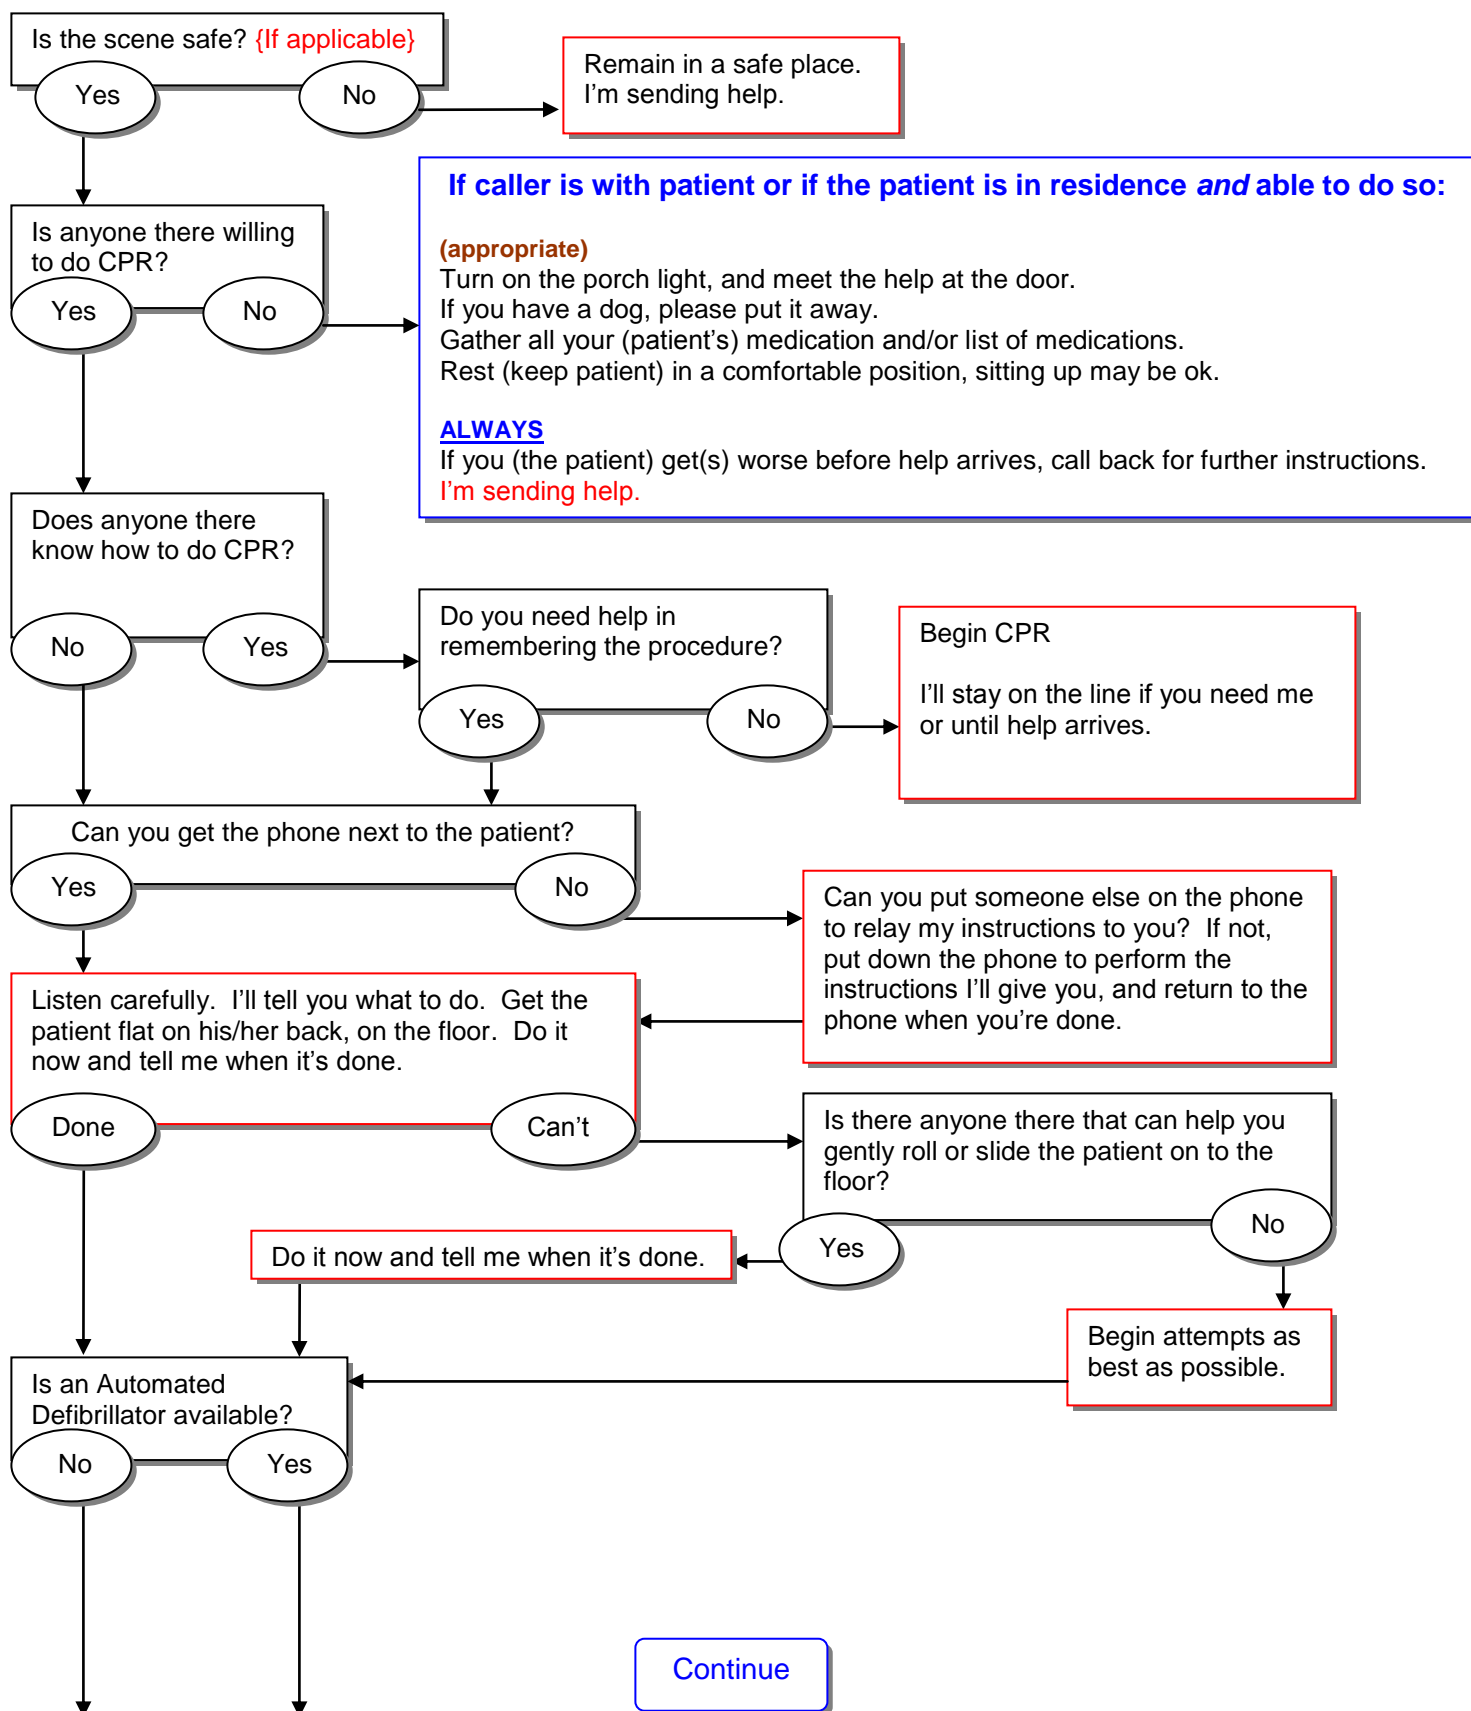 Is the scene safe? {If applicable}
Yes
No
Remain in a safe place.
I'm sending help.
Is anyone there willing
to do CPR?
Yes
No
If caller is with patient or if the patient is in residence and able to do so:
(appropriate)
Turn on the porch light, and meet the help at the door.
If you have a dog, please put it away.
Gather all your (patient's) medication and/or list of medications.
Rest (keep patient) in a comfortable position, sitting up may be ok.
ALWAYS
If you (the patient) get(s) worse before help arrives, call back for further instructions.
I'm sending help.
Does anyone there
know how to do CPR?
No
Yes
Do you need help in
remembering the procedure?
Yes
No
Begin CPR
I'll stay on the line if you need me
or until help arrives.
Can you get the phone next to the patient?
Yes
No
Can you put someone else on the phone
to relay my instructions to you?  If not,
put down the phone to perform the
instructions I'll give you, and return to the
phone when you're done.
Listen carefully.  I'll tell you what to do.  Get the
patient flat on his/her back, on the floor.  Do it
now and tell me when it's done.
Done
Can't
Is there anyone there that can help you
gently roll or slide the patient on to the
floor?
Yes
No
Do it now and tell me when it's done.
Begin attempts as
best as possible.
Is an Automated
Defibrillator available?
No
Yes
Continue